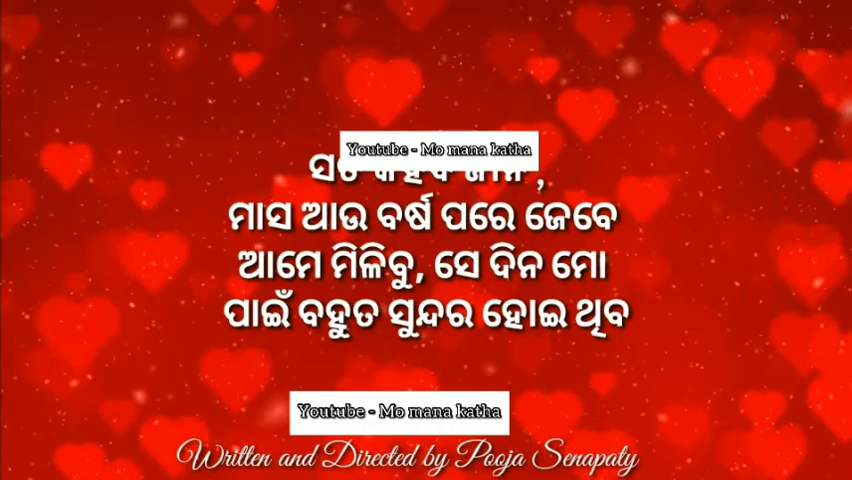 Youtube - Mo mana katha
ସତ
ମାସ ଆଉ ବର୍ଷ ପରେ ଜେବେ
ଆମେ ମିଳିବୁ, ସେ ଦିନ ମୋ
ପାଇଁ ବହୁତ ସୁନ୍ଦର ହୋଇ ଥିବ
Youtube - Mo mana katha
Written and Directed by Pooja Senapaty